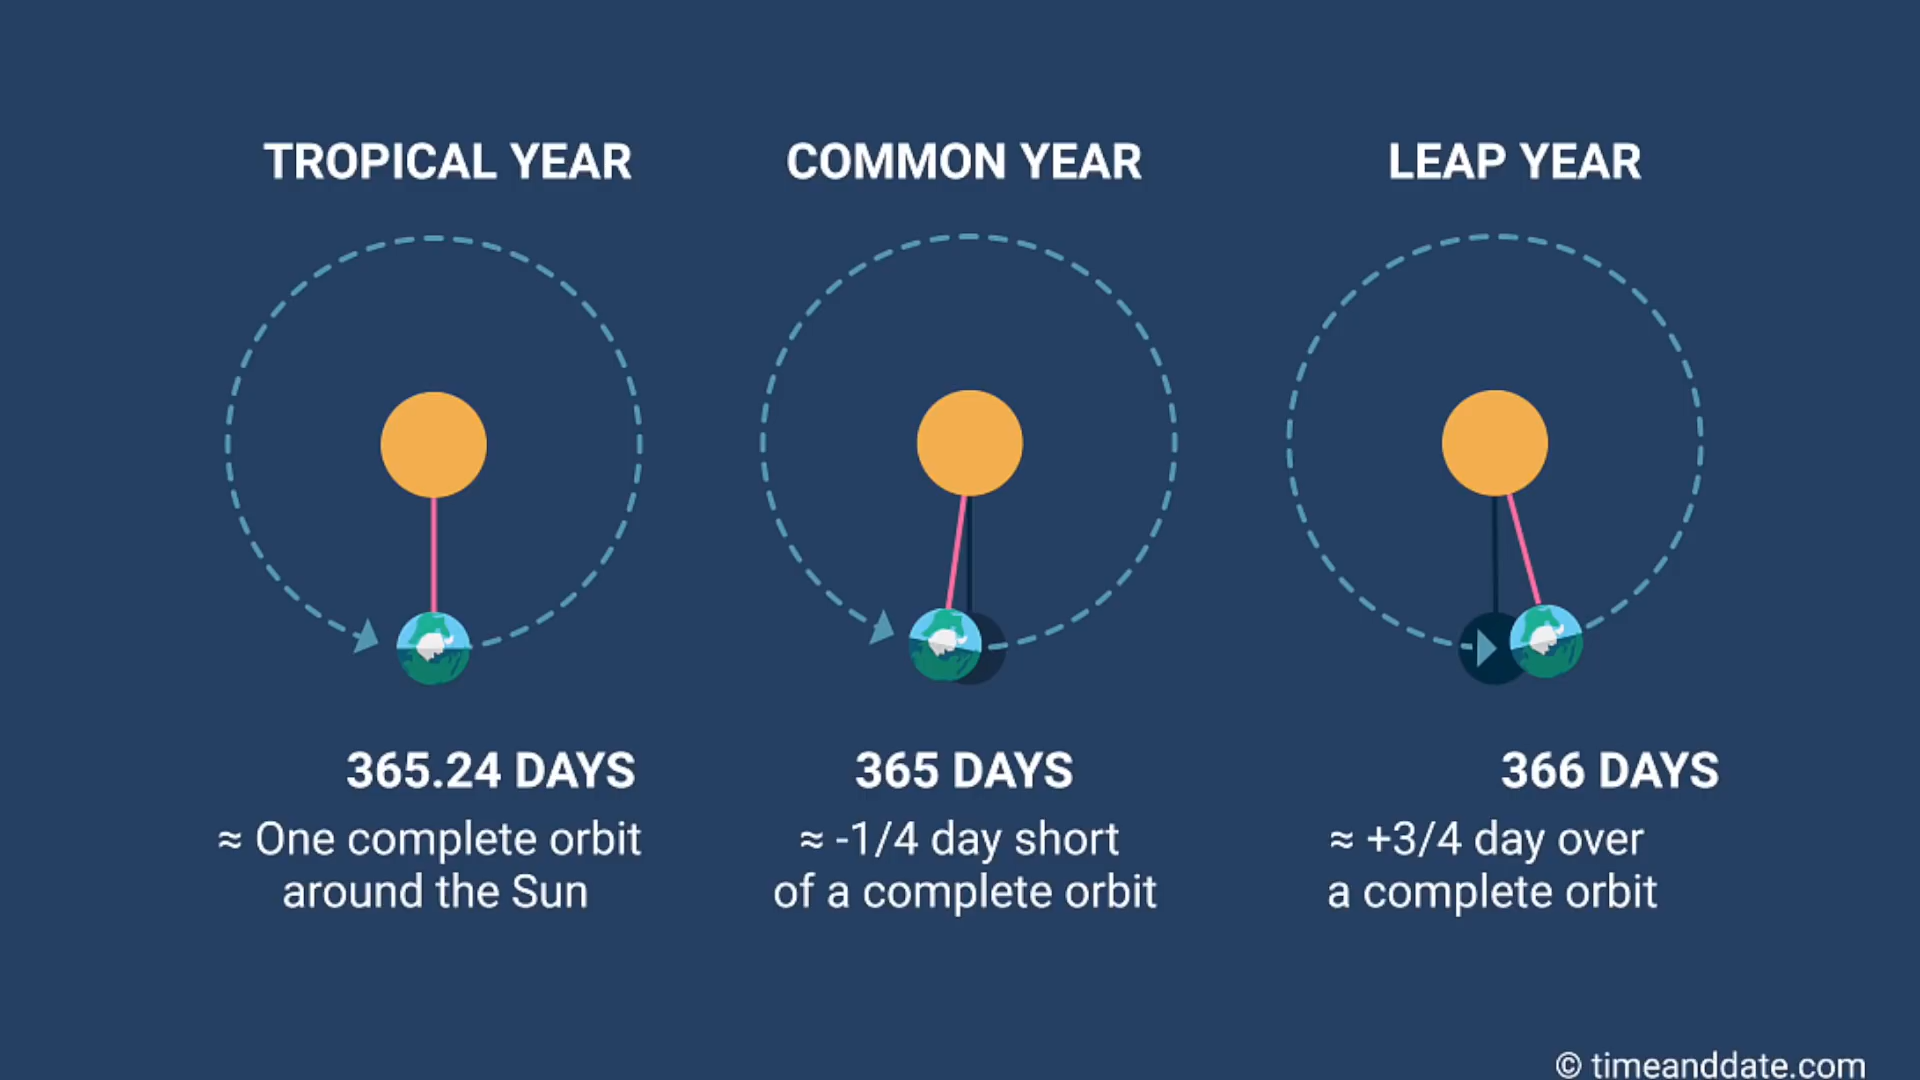 TROPICAL YEAR
365.24 DAYS
≈ One complete orbit
around the Sun
COMMON YEAR
365 DAYS
≈ -1/4 day short
of a complete orbit
LEAP YEAR
366 DAYS
≈ +3/4 day over
a complete orbit
© timeanddate.com